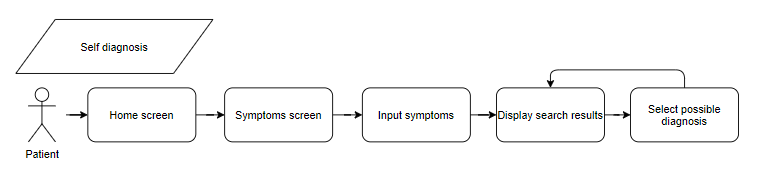 Self diagnosis
Patient
Home screen
Symptoms screen
Input symptoms
Display search results
Select possible
diagnosis